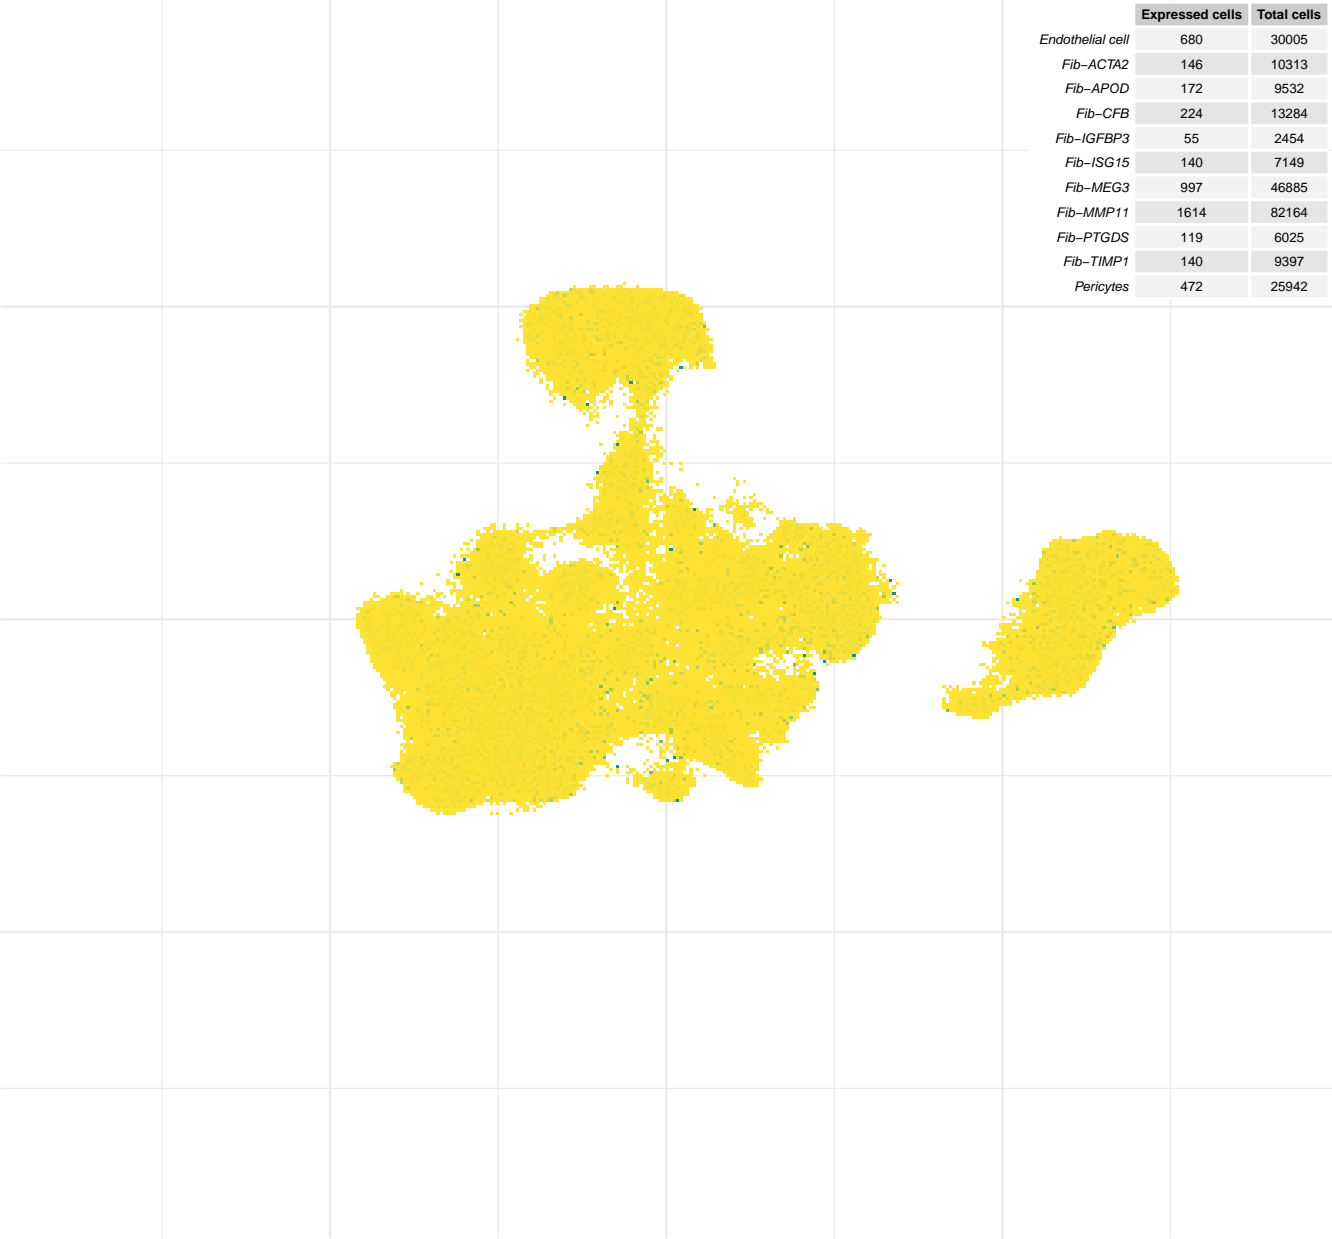 Expressed cells Total cells
Endothelial cell 680 30005
Fib−ACTA2 146 10313
Fib−APOD 172 9532
Fib−CFB 224 13284
Fib−IGFBP3 55 2454
Fib−ISG15 140 7149
Fib−MEG3 997 46885
Fib−MMP11 1614 82164
Fib−PTGDS 119 6025
Fib−TIMP1 140 9397
Pericytes 472 25942